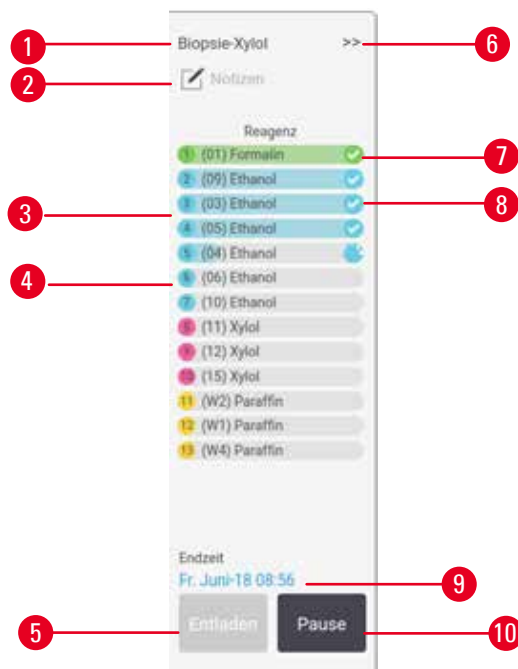 1 Biopsie-Xylol >> 6
2 Notizen
Reagenz
1 (01) Formalin 7
2 (09) Ethanol
3 3 (03) Ethanol 8
4 (05) Ethanol
5 (04) Ethanol
4 6 (06) Ethanol
7 (10) Ethanol
8 (11) Xylol
9 (12) Xylol
10 (15) Xylol
11 (W2) Paraffin
12 (W1) Paraffin
13 (W4) Paraffin
Endzeit
Fr. Juni-18 08:56 9
5 Entladen Pause 10